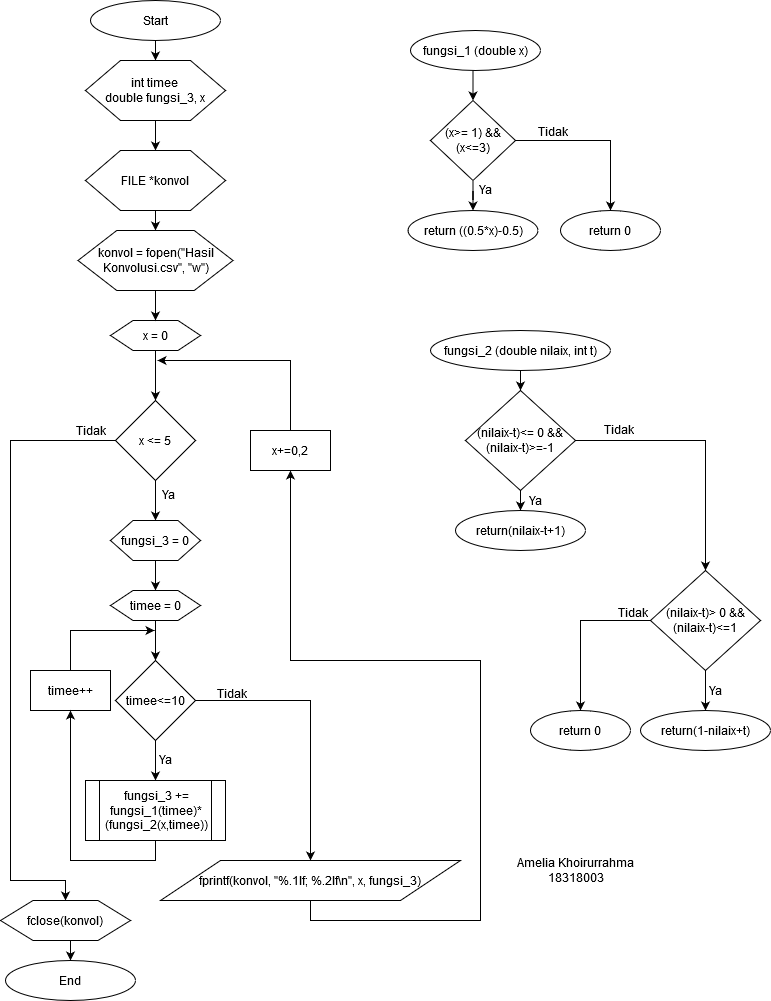 Start
int timee
double fungsi_3, x
FILE *konvol
konvol = fopen("Hasil
Konvolusi.csv", "w")
x = 0
x <= 5
Tidak
Ya
x+=0,2
fungsi_3 = 0
timee = 0
timee<=10
Tidak
Ya
timee++
fungsi_3 +=
fungsi_1(timee)*
(fungsi_2(x,timee))
fprintf(konvol, "%.1lf; %.2lf\n", x, fungsi_3)
fclose(konvol)
End
fungsi_1 (double x)
(x>= 1) &&
(x<=3)
Tidak
Ya
return ((0.5*x)-0.5)
return 0
fungsi_2 (double nilaix, int t)
(nilaix-t)<= 0 &&
(nilaix-t)>=-1
Tidak
Ya
return(nilaix-t+1)
(nilaix-t)> 0 &&
(nilaix-t)<=1
Tidak
Ya
return 0
return(1-nilaix+t)
Amelia Khoirurrahma
18318003